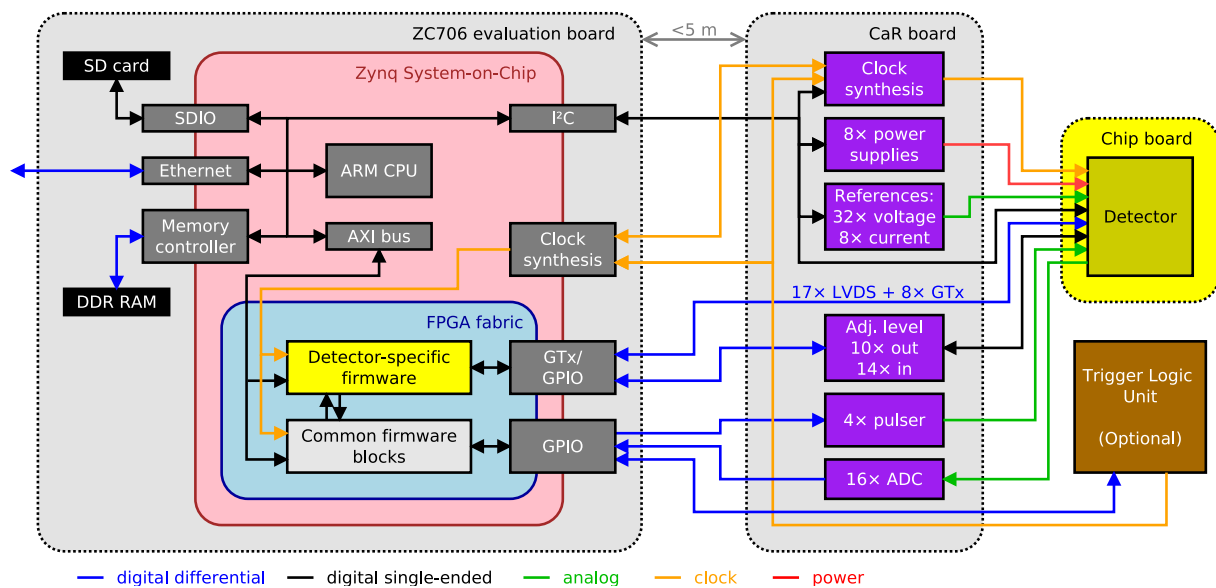 ZC706 evaluation board
<5 m
CaR board
SD card
Zynq System-on-Chip
Clock
synthesis
SDIO
I²C
Chip board
8× power
supplies
Ethernet
ARM CPU
References:
32× voltage
8× current
Detector
Memory
controller
AXI bus
Clock
synthesis
DDR RAM
17× LVDS + 8× GTx
FPGA fabric
Detector-specific
firmware
GTx/
GPIO
Adj. level
10× out
14× in
Trigger Logic
Unit
(Optional)
Common firmware
blocks
GPIO
4× pulser
16× ADC
digital differential
digital single-ended
analog
clock
power